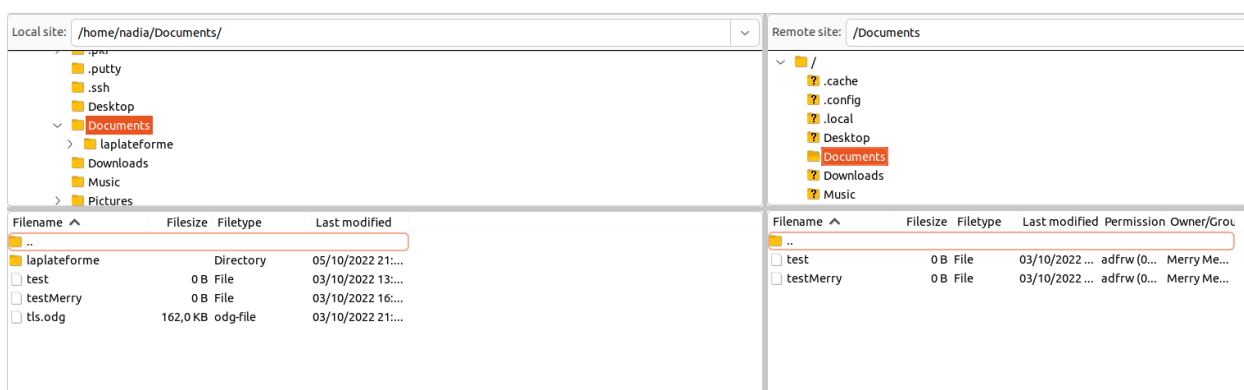 Local site: /home/nadia/Documents/
.pki
.putty
.ssh
Desktop
Documents
laplateforme
Downloads
Music
Pictures
Filename Filesize Filetype Last modified
..
laplateforme Directory 05/10/2022 21:...
test 0 B File 03/10/2022 13:...
testMerry 0 B File 03/10/2022 16:...
tls.odg 162,0 KB odg-file 03/10/2022 21:...
Remote site: /Documents
/
? .cache
? .config
? .local
? Desktop
Documents
? Downloads
? Music
Filename Filesize Filetype Last modified Permission Owner/Grou
..
test 0 B File 03/10/2022 ... adfrw (0... Merry Me...
testMerry 0 B File 03/10/2022 ... adfrw (0... Merry Me...